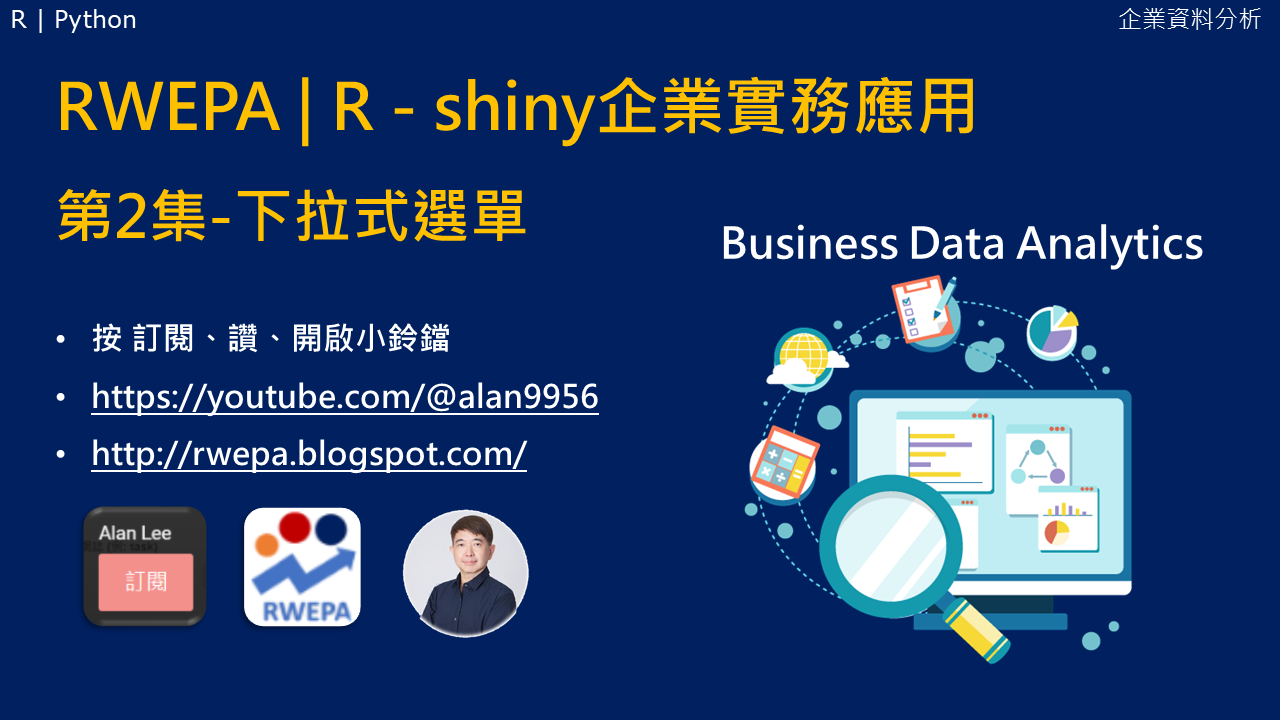 R | Python
企業資料分析
RWEPA | R - shiny企業實務應用
第2集-下拉式選單
Business Data Analytics
• 按 訂閱、讚、開啟小鈴鐺
• https://youtube.com/@alan9956
• http://rwepa.blogspot.com/
Alan Lee
訂閱
RWEPA